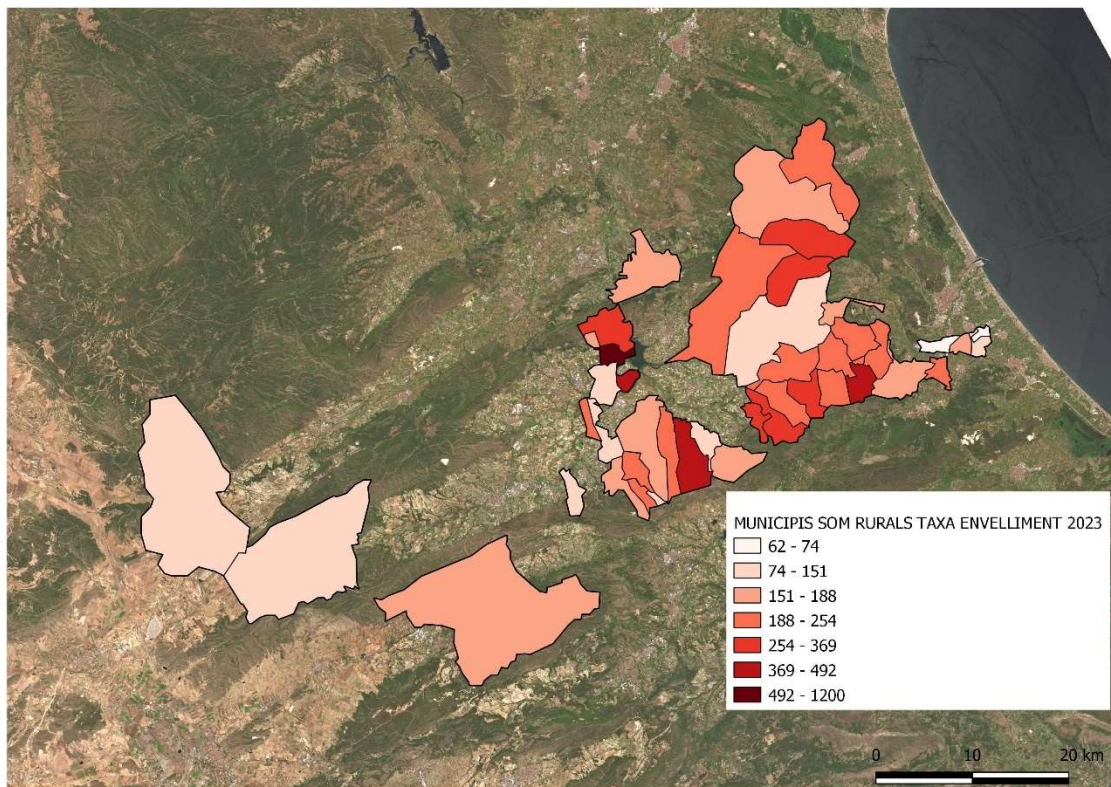 MUNICIPIS SOM RURALS TAXA ENVELLIMENT 2023
62 - 74
74 - 151
151 - 188
188 - 254
254 - 369
369 - 492
492 - 1200
0 10 20 km